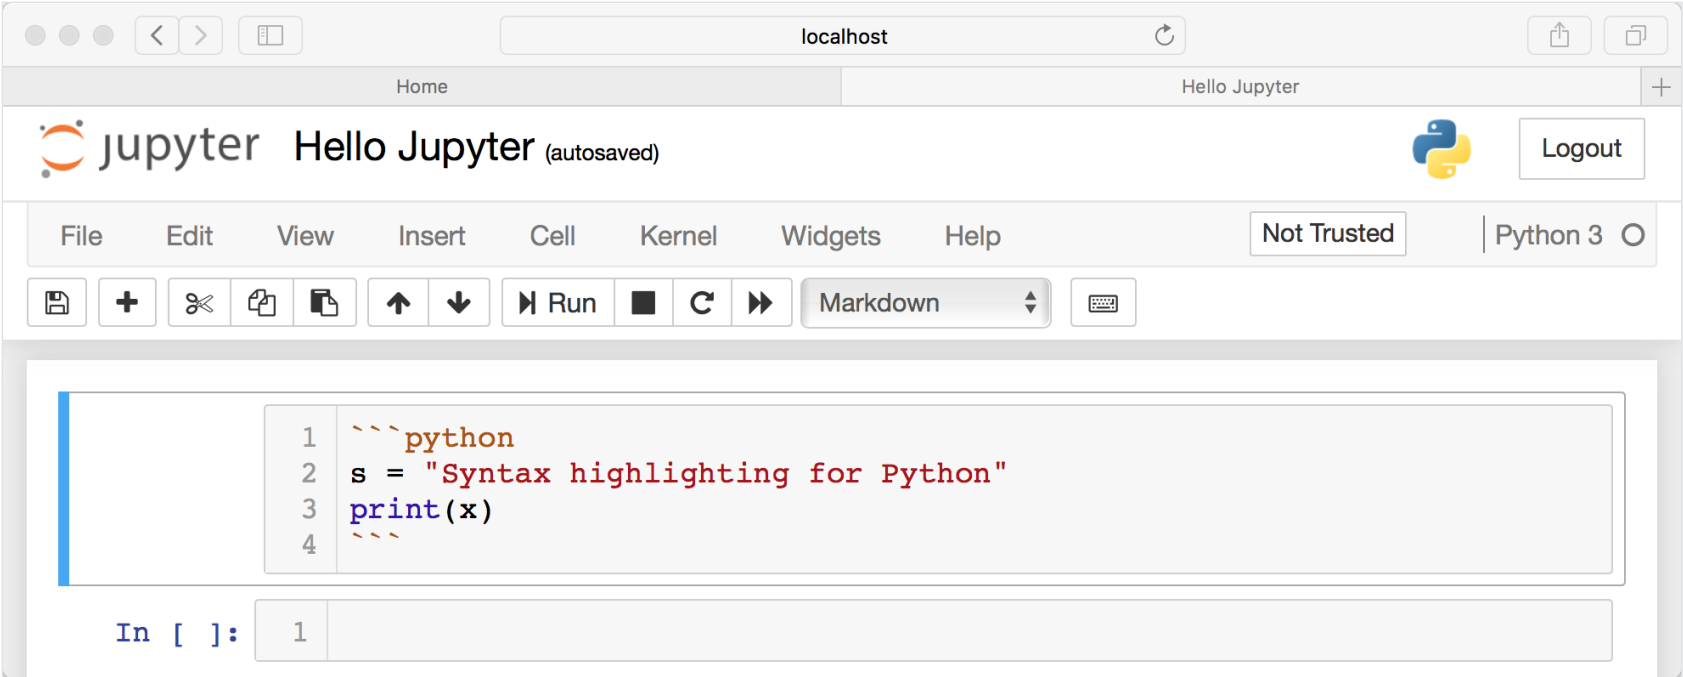 localhost
Home Hello Jupyter
jupyter Hello Jupyter (autosaved) Logout
File Edit View Insert Cell Kernel Widgets Help Not Trusted Python 3
Run Markdown
1 ```python
2 s = "Syntax highlighting for Python"
3 print(x)
4 ```
In [ ]: 1